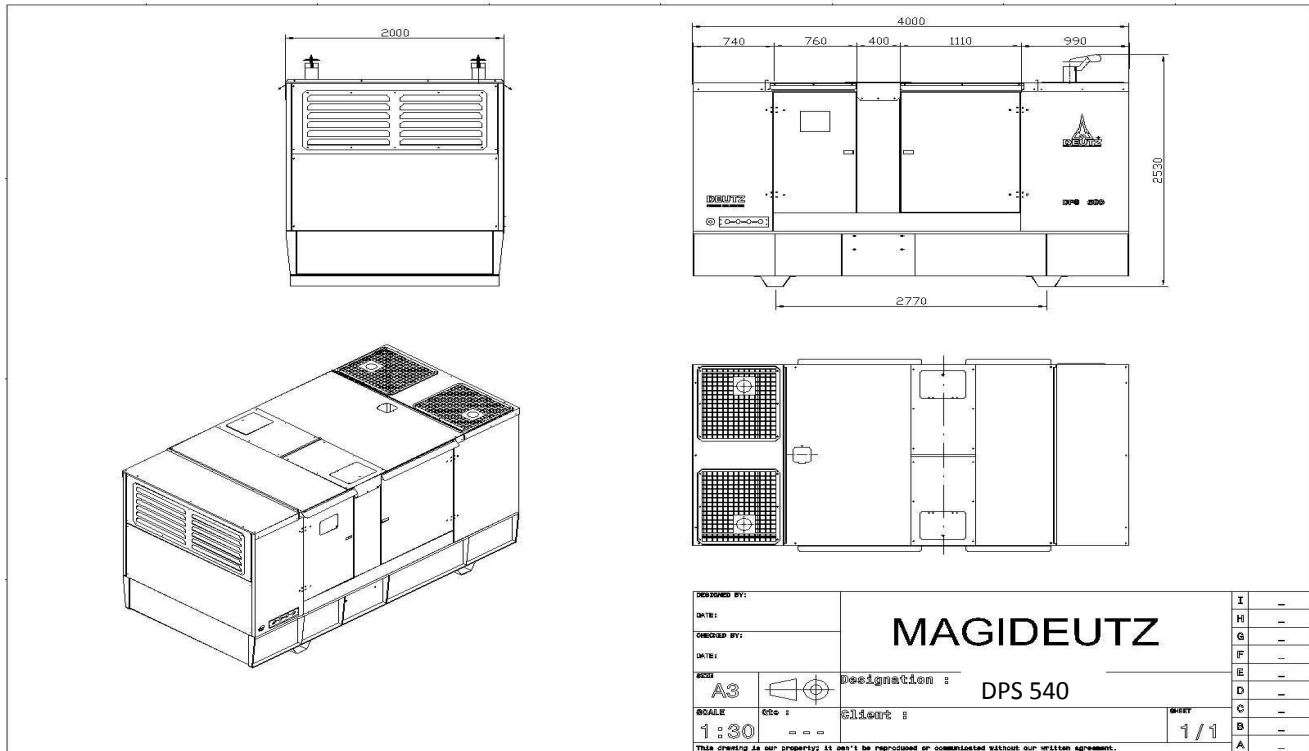 2000
4000
740 760 400 1110 990
2530
DEUTZ
DEUTZ
2770
DESIGNED BY:
DATE:
CHECKED BY:
DATE:
SIZE
A3
SCALE
1:30
Qte :
- - -
MAGIDEUTZ
Designation :
DPS 540
Client :
SHEET
1/1
This drawing is our property; it can't be reproduced or communicated without our written agreement.
I _
H _
G _
F _
E _
D _
C _
B _
A _